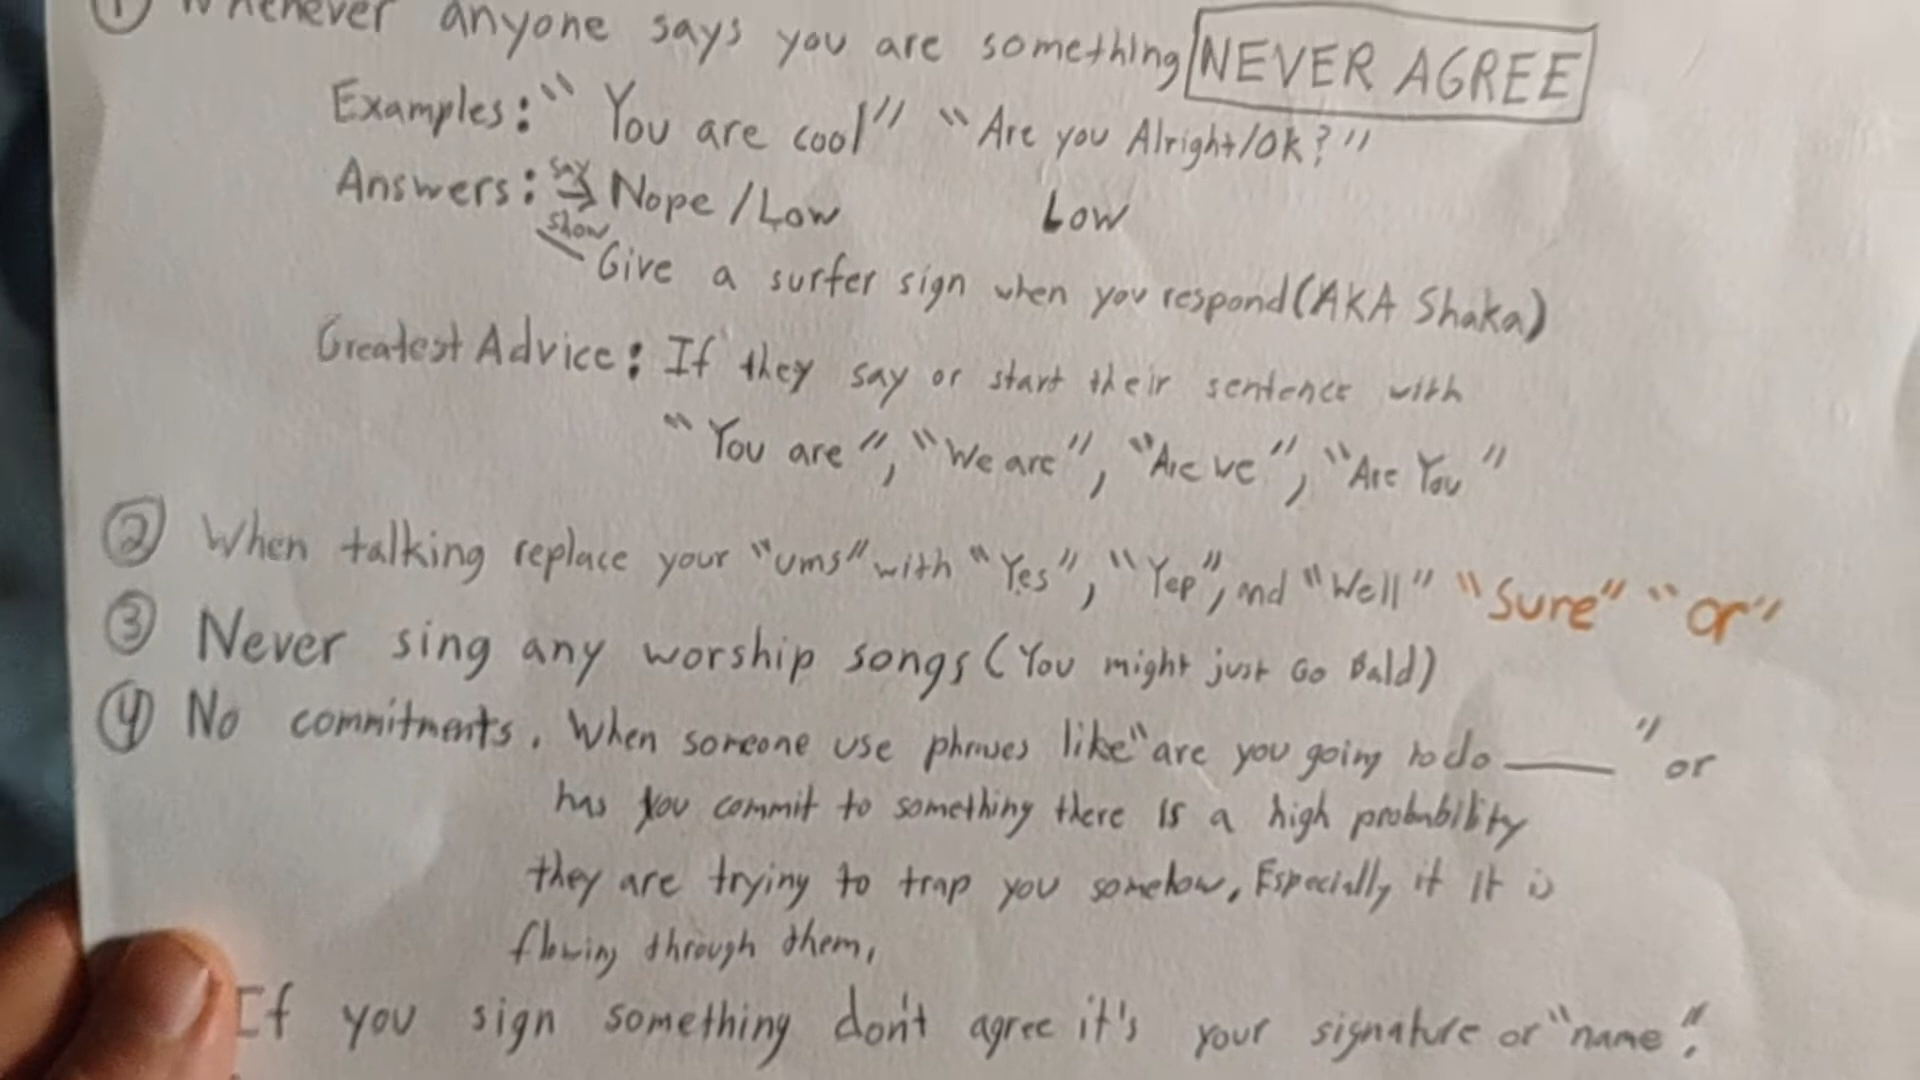 ① Whenever anyone says you are something NEVER AGREE
Examples: "You are cool" "Are you Alright/Ok?"
Answers: say → Nope / Low Low
show Give a surfer sign when you respond (AKA Shaka)
Greatest Advice: If they say or start their sentence with
"You are", "We are", "Are we", "Are You"
② When talking replace your "ums" with "Yes", "Yep", and "Well" "Sure" "or"
③ Never sing any worship songs (You might just Go Bald)
④ No commitments. When someone use phrases like "are you going to do ____" or
has you commit to something there is a high probability
they are trying to trap you somehow. Especially if It is
flowing through them,
If you sign something don't agree it's your signature or "name".